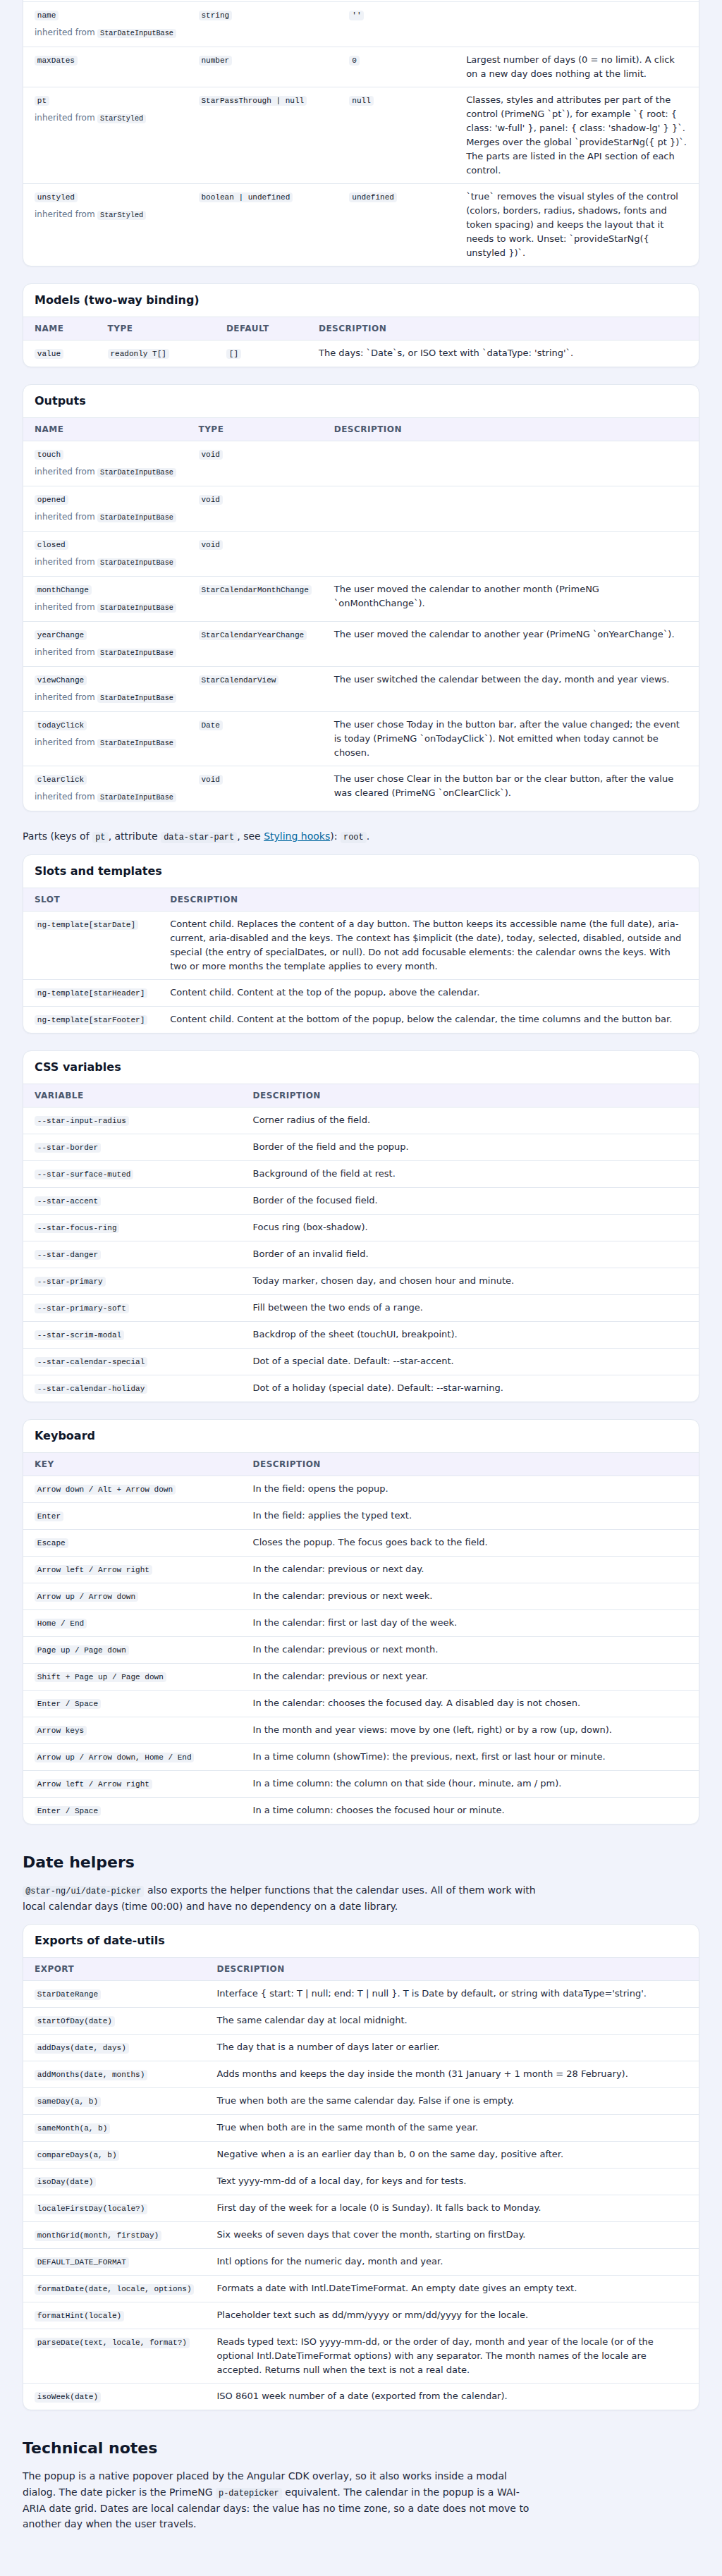 name string ''
inherited from StarDateInputBase
maxDates number 0 Largest number of days (0 = no limit). A click
on a new day does nothing at the limit.
pt StarPassThrough | null null Classes, styles and attributes per part of the
inherited from StarStyled control (PrimeNG `pt`), for example `{ root: {
class: 'w-full' }, panel: { class: 'shadow-lg' } }`.
Merges over the global `provideStarNg({ pt })`.
The parts are listed in the API section of each
control.
unstyled boolean | undefined undefined `true` removes the visual styles of the control
inherited from StarStyled (colors, borders, radius, shadows, fonts and
token spacing) and keeps the layout that it
needs to work. Unset: `provideStarNg({
unstyled })`.
Models (two-way binding)
NAME TYPE DEFAULT DESCRIPTION
value readonly T[] [] The days: `Date`s, or ISO text with `dataType: 'string'`.
Outputs
NAME TYPE DESCRIPTION
touch void
inherited from StarDateInputBase
opened void
inherited from StarDateInputBase
closed void
inherited from StarDateInputBase
monthChange StarCalendarMonthChange The user moved the calendar to another month (PrimeNG
inherited from StarDateInputBase `onMonthChange`).
yearChange StarCalendarYearChange The user moved the calendar to another year (PrimeNG `onYearChange`).
inherited from StarDateInputBase
viewChange StarCalendarView The user switched the calendar between the day, month and year views.
inherited from StarDateInputBase
todayClick Date The user chose Today in the button bar, after the value changed; the event
inherited from StarDateInputBase is today (PrimeNG `onTodayClick`). Not emitted when today cannot be
chosen.
clearClick void The user chose Clear in the button bar or the clear button, after the value
inherited from StarDateInputBase was cleared (PrimeNG `onClearClick`).
Parts (keys of pt, attribute data-star-part, see Styling hooks): root.
Slots and templates
SLOT DESCRIPTION
ng-template[starDate] Content child. Replaces the content of a day button. The button keeps its accessible name (the full date), aria-
current, aria-disabled and the keys. The context has $implicit (the date), today, selected, disabled, outside and
special (the entry of specialDates, or null). Do not add focusable elements: the calendar owns the keys. With
two or more months the template applies to every month.
ng-template[starHeader] Content child. Content at the top of the popup, above the calendar.
ng-template[starFooter] Content child. Content at the bottom of the popup, below the calendar, the time columns and the button bar.
CSS variables
VARIABLE DESCRIPTION
--star-input-radius Corner radius of the field.
--star-border Border of the field and the popup.
--star-surface-muted Background of the field at rest.
--star-accent Border of the focused field.
--star-focus-ring Focus ring (box-shadow).
--star-danger Border of an invalid field.
--star-primary Today marker, chosen day, and chosen hour and minute.
--star-primary-soft Fill between the two ends of a range.
--star-scrim-modal Backdrop of the sheet (touchUI, breakpoint).
--star-calendar-special Dot of a special date. Default: --star-accent.
--star-calendar-holiday Dot of a holiday (special date). Default: --star-warning.
Keyboard
KEY DESCRIPTION
Arrow down / Alt + Arrow down In the field: opens the popup.
Enter In the field: applies the typed text.
Escape Closes the popup. The focus goes back to the field.
Arrow left / Arrow right In the calendar: previous or next day.
Arrow up / Arrow down In the calendar: previous or next week.
Home / End In the calendar: first or last day of the week.
Page up / Page down In the calendar: previous or next month.
Shift + Page up / Page down In the calendar: previous or next year.
Enter / Space In the calendar: chooses the focused day. A disabled day is not chosen.
Arrow keys In the month and year views: move by one (left, right) or by a row (up, down).
Arrow up / Arrow down, Home / End In a time column (showTime): the previous, next, first or last hour or minute.
Arrow left / Arrow right In a time column: the column on that side (hour, minute, am / pm).
Enter / Space In a time column: chooses the focused hour or minute.
Date helpers
@star-ng/ui/date-picker also exports the helper functions that the calendar uses. All of them work with
local calendar days (time 00:00) and have no dependency on a date library.
Exports of date-utils
EXPORT DESCRIPTION
StarDateRange Interface { start: T | null; end: T | null }. T is Date by default, or string with dataType='string'.
startOfDay(date) The same calendar day at local midnight.
addDays(date, days) The day that is a number of days later or earlier.
addMonths(date, months) Adds months and keeps the day inside the month (31 January + 1 month = 28 February).
sameDay(a, b) True when both are the same calendar day. False if one is empty.
sameMonth(a, b) True when both are in the same month of the same year.
compareDays(a, b) Negative when a is an earlier day than b, 0 on the same day, positive after.
isoDay(date) Text yyyy-mm-dd of a local day, for keys and for tests.
localeFirstDay(locale?) First day of the week for a locale (0 is Sunday). It falls back to Monday.
monthGrid(month, firstDay) Six weeks of seven days that cover the month, starting on firstDay.
DEFAULT_DATE_FORMAT Intl options for the numeric day, month and year.
formatDate(date, locale, options) Formats a date with Intl.DateTimeFormat. An empty date gives an empty text.
formatHint(locale) Placeholder text such as dd/mm/yyyy or mm/dd/yyyy for the locale.
parseDate(text, locale, format?) Reads typed text: ISO yyyy-mm-dd, or the order of day, month and year of the locale (or of the
optional Intl.DateTimeFormat options) with any separator. The month names of the locale are
accepted. Returns null when the text is not a real date.
isoWeek(date) ISO 8601 week number of a date (exported from the calendar).
Technical notes
The popup is a native popover placed by the Angular CDK overlay, so it also works inside a modal
dialog. The date picker is the PrimeNG p-datepicker equivalent. The calendar in the popup is a WAI-
ARIA date grid. Dates are local calendar days: the value has no time zone, so a date does not move to
another day when the user travels.